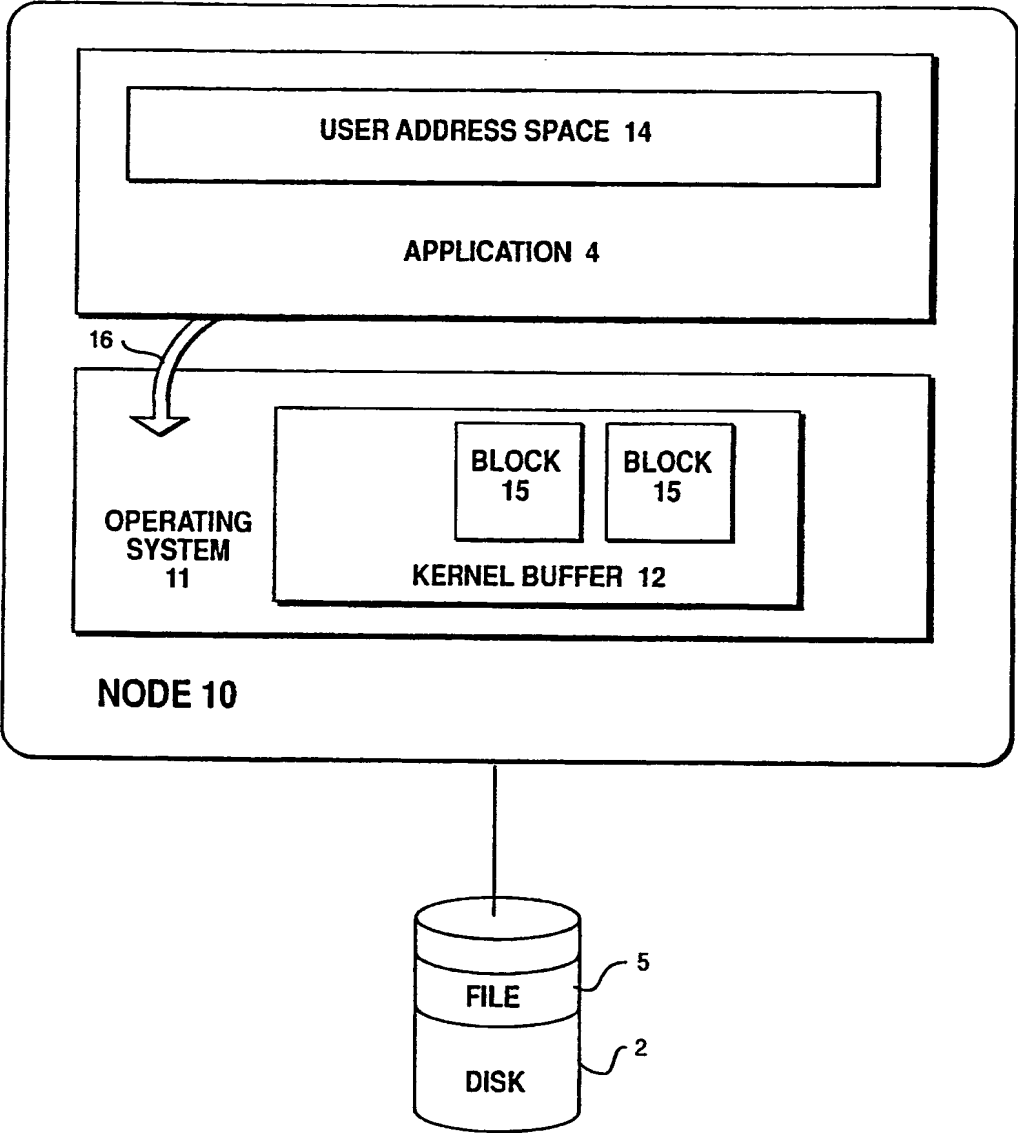 USER ADDRESS SPACE 14
APPLICATION 4
16
BLOCK
15
BLOCK
15
OPERATING
SYSTEM
11
KERNEL BUFFER 12
NODE 10
FILE
5
DISK
2